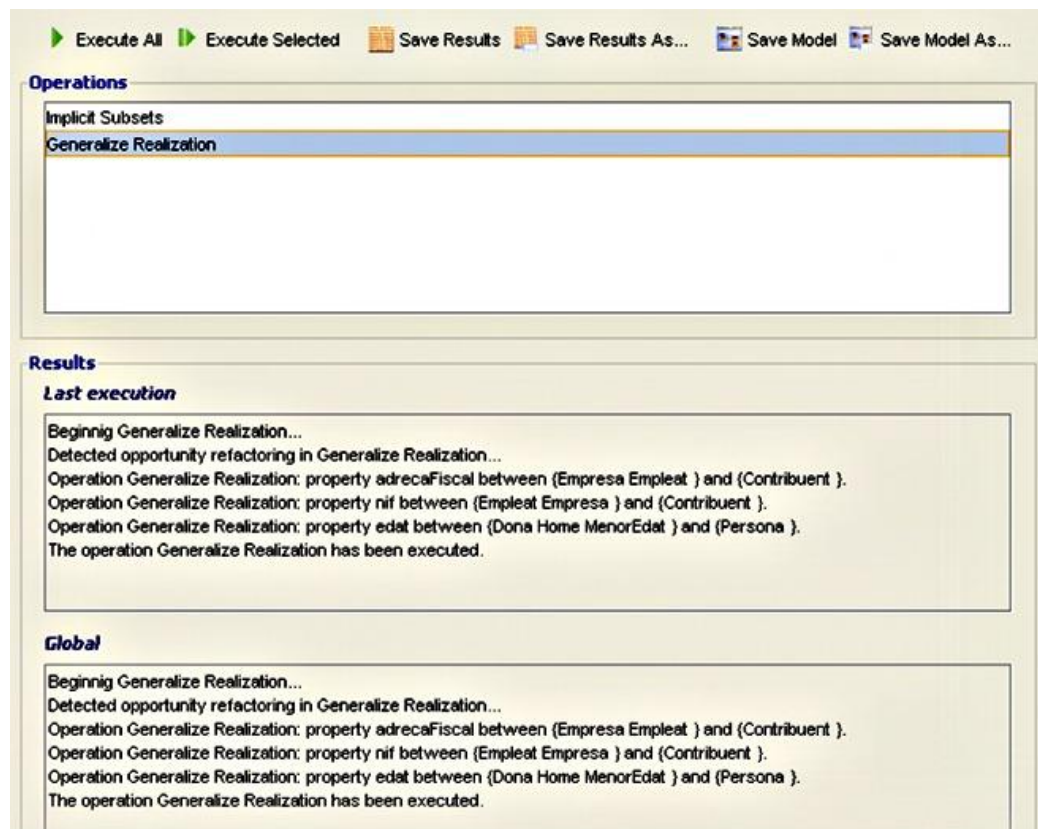 Execute All Execute Selected Save Results Save Results As... Save Model Save Model As...
Operations
Implicit Subsets
Generalize Realization
Results
Last execution
Beginnig Generalize Realization...
Detected opportunity refactoring in Generalize Realization...
Operation Generalize Realization: property adrecaFiscal between {Empresa Empleat } and {Contribuent }.
Operation Generalize Realization: property nif between {Empleat Empresa } and {Contribuent }.
Operation Generalize Realization: property edat between {Dona Home MenorEdat } and {Persona }.
The operation Generalize Realization has been executed.
Global
Beginnig Generalize Realization...
Detected opportunity refactoring in Generalize Realization...
Operation Generalize Realization: property adrecaFiscal between {Empresa Empleat } and {Contribuent }.
Operation Generalize Realization: property nif between {Empleat Empresa } and {Contribuent }.
Operation Generalize Realization: property edat between {Dona Home MenorEdat } and {Persona }.
The operation Generalize Realization has been executed.